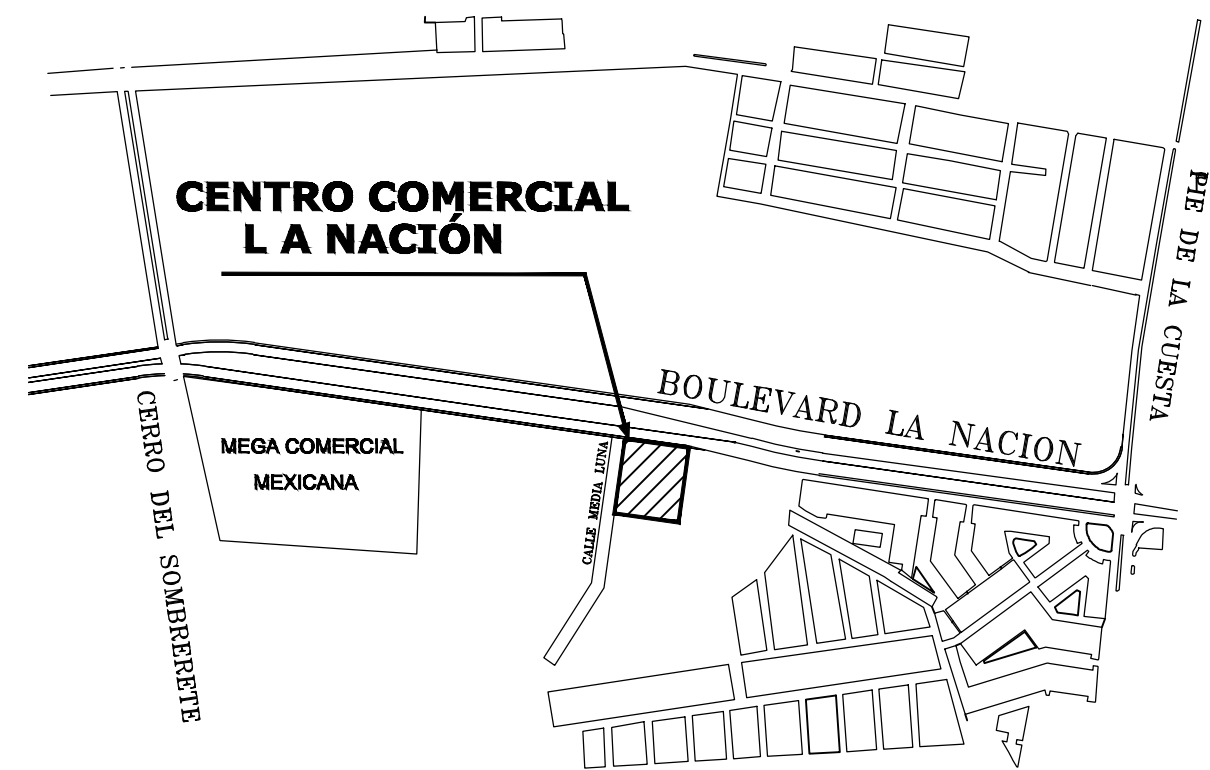 CENTRO COMERCIAL
L A NACIÓN
PIE DE LA CUESTA
BOULEVARD LA NACION
CERRO DEL SOMBRERETE
MEGA COMERCIAL
MEXICANA
CALLE MEDIA LUNA